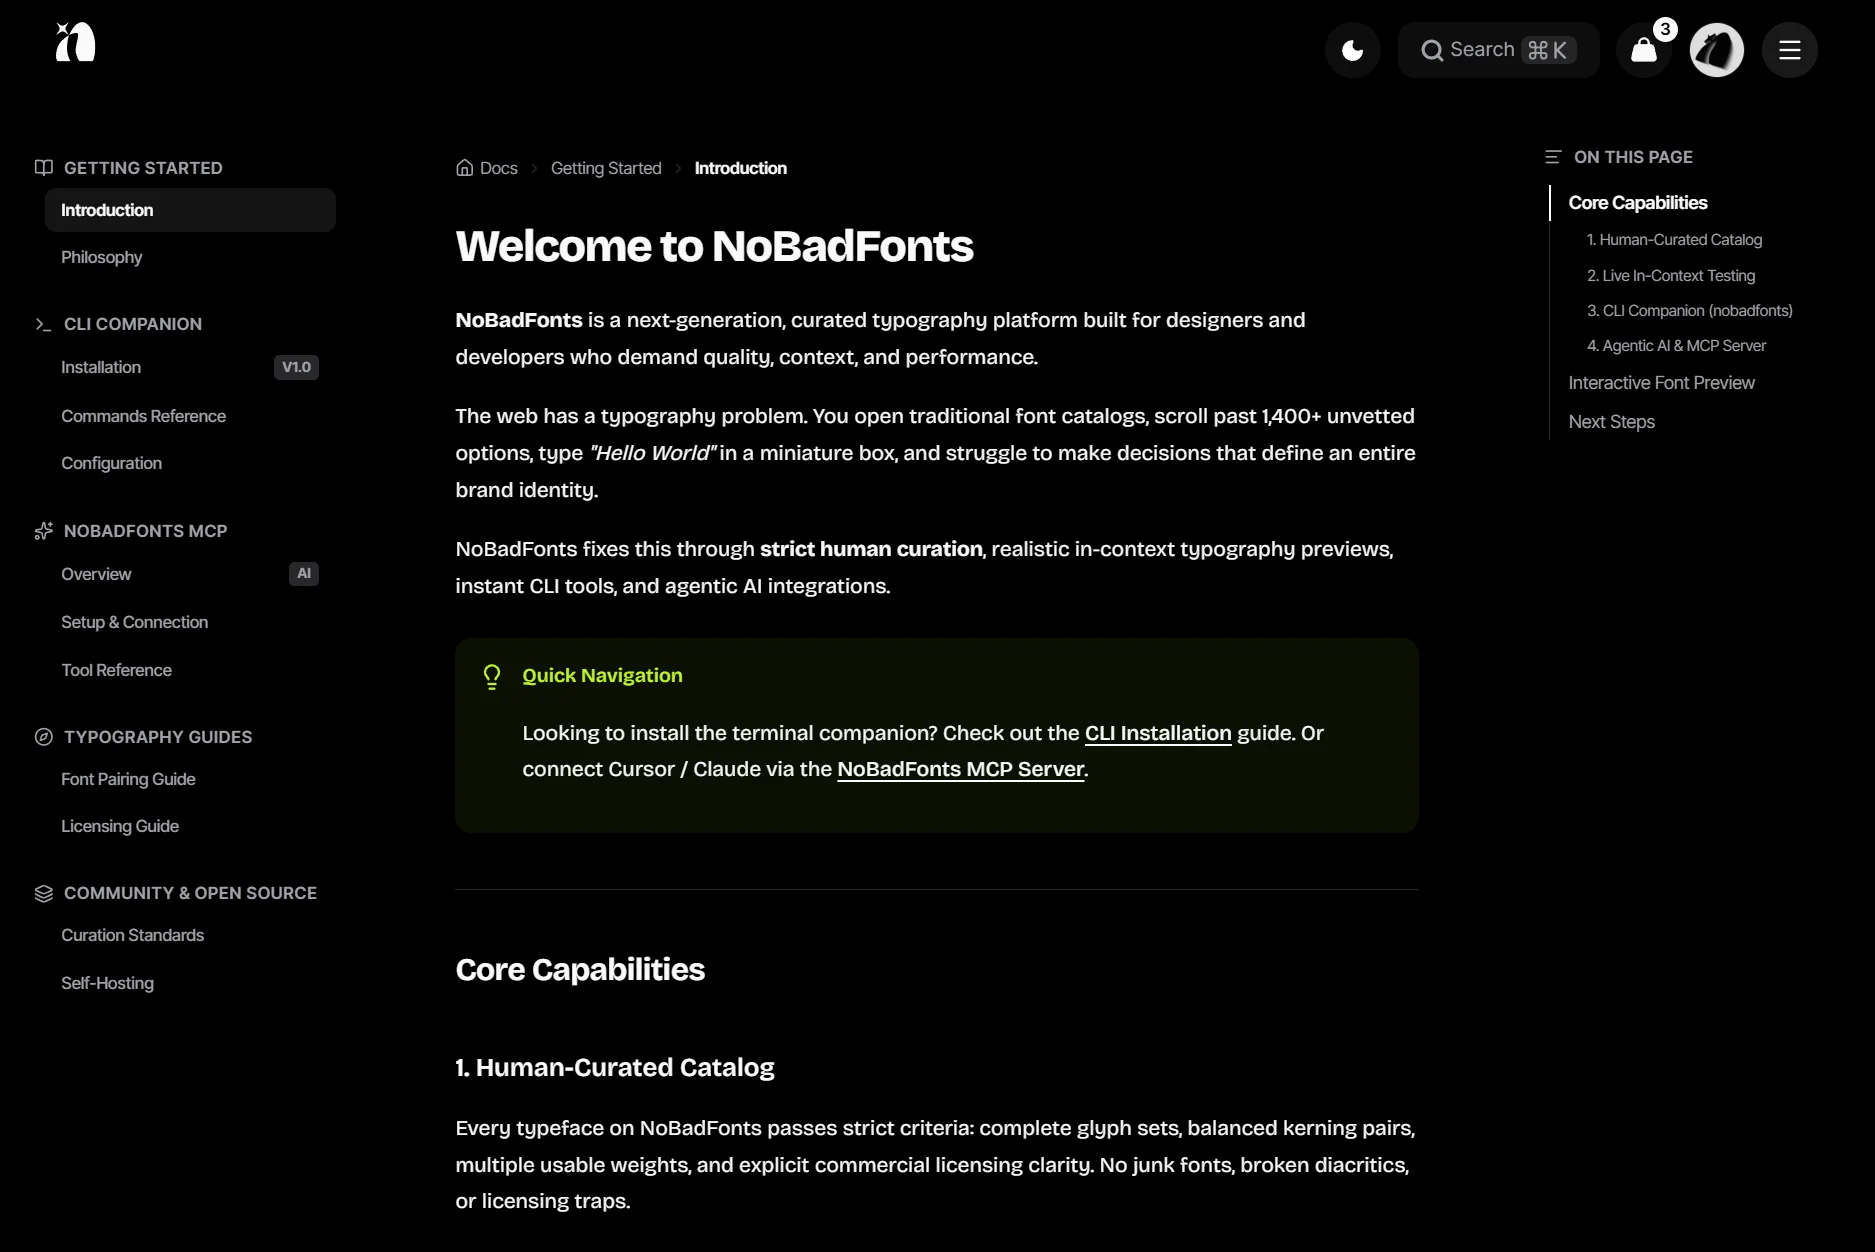 Search ⌘ K
3
GETTING STARTED
Introduction
Philosophy
CLI COMPANION
Installation V1.0
Commands Reference
Configuration
NOBADFONTS MCP
Overview AI
Setup & Connection
Tool Reference
TYPOGRAPHY GUIDES
Font Pairing Guide
Licensing Guide
COMMUNITY & OPEN SOURCE
Curation Standards
Self-Hosting
Docs > Getting Started > Introduction
Welcome to NoBadFonts
NoBadFonts is a next-generation, curated typography platform built for designers and
developers who demand quality, context, and performance.
The web has a typography problem. You open traditional font catalogs, scroll past 1,400+ unvetted
options, type "Hello World" in a miniature box, and struggle to make decisions that define an entire
brand identity.
NoBadFonts fixes this through strict human curation, realistic in-context typography previews,
instant CLI tools, and agentic AI integrations.
Quick Navigation
Looking to install the terminal companion? Check out the CLI Installation guide. Or
connect Cursor / Claude via the NoBadFonts MCP Server.
Core Capabilities
1. Human-Curated Catalog
Every typeface on NoBadFonts passes strict criteria: complete glyph sets, balanced kerning pairs,
multiple usable weights, and explicit commercial licensing clarity. No junk fonts, broken diacritics,
or licensing traps.
ON THIS PAGE
Core Capabilities
1. Human-Curated Catalog
2. Live In-Context Testing
3. CLI Companion (nobadfonts)
4. Agentic AI & MCP Server
Interactive Font Preview
Next Steps